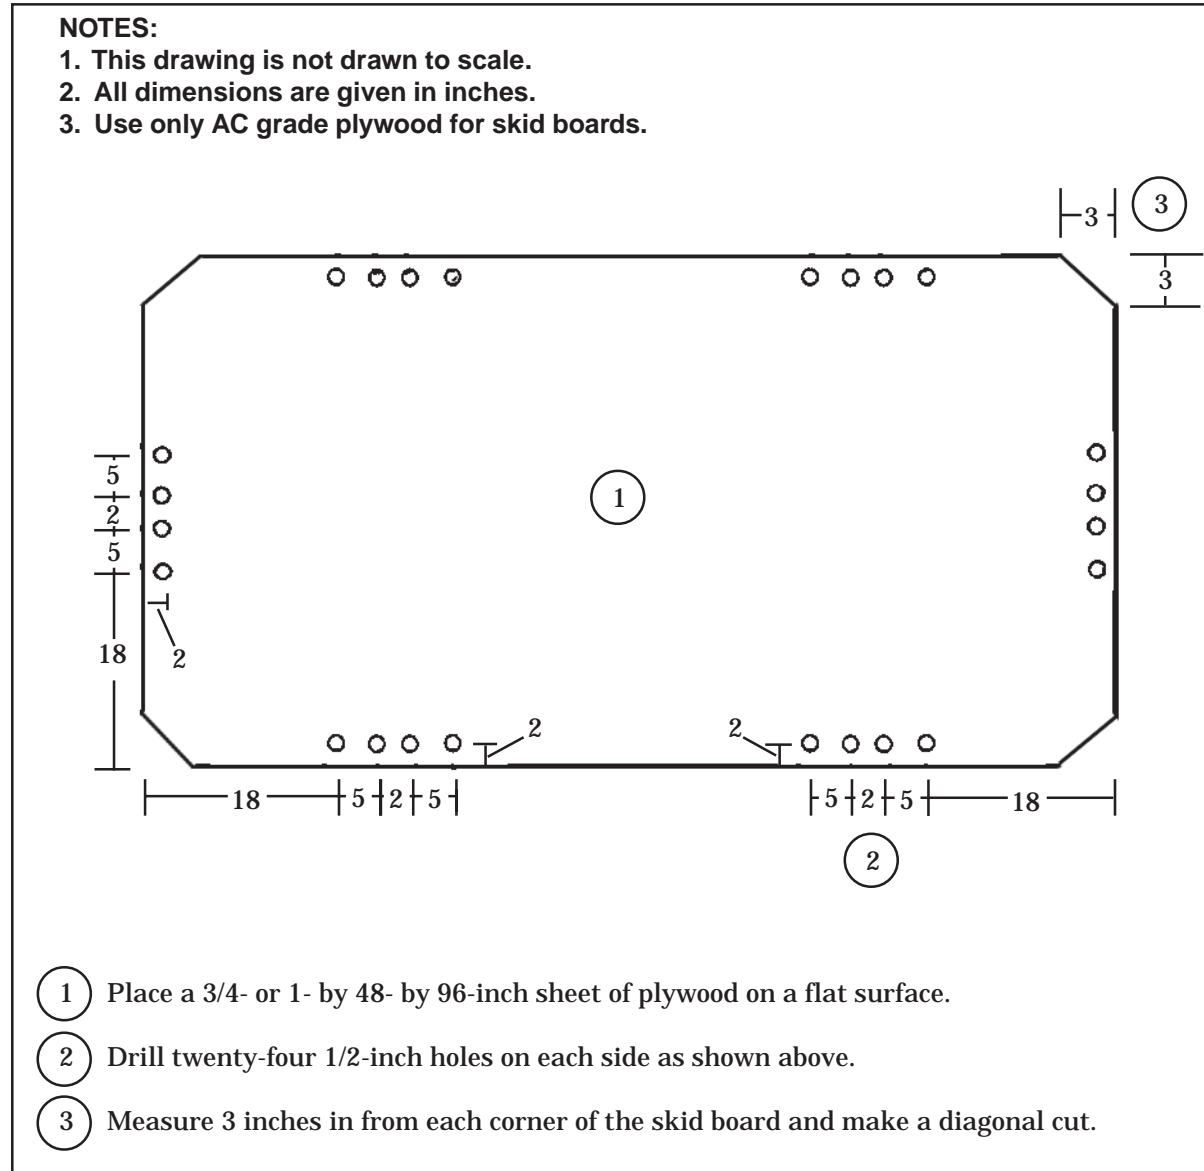 NOTES:
1. This drawing is not drawn to scale.
2. All dimensions are given in inches.
3. Use only AC grade plywood for skid boards.
3
3
3
5
2
5
1
18
2
2
2
18
5
2
5
5
2
5
18
2
1 Place a 3/4- or 1- by 48- by 96-inch sheet of plywood on a flat surface.
2 Drill twenty-four 1/2-inch holes on each side as shown above.
3 Measure 3 inches in from each corner of the skid board and make a diagonal cut.